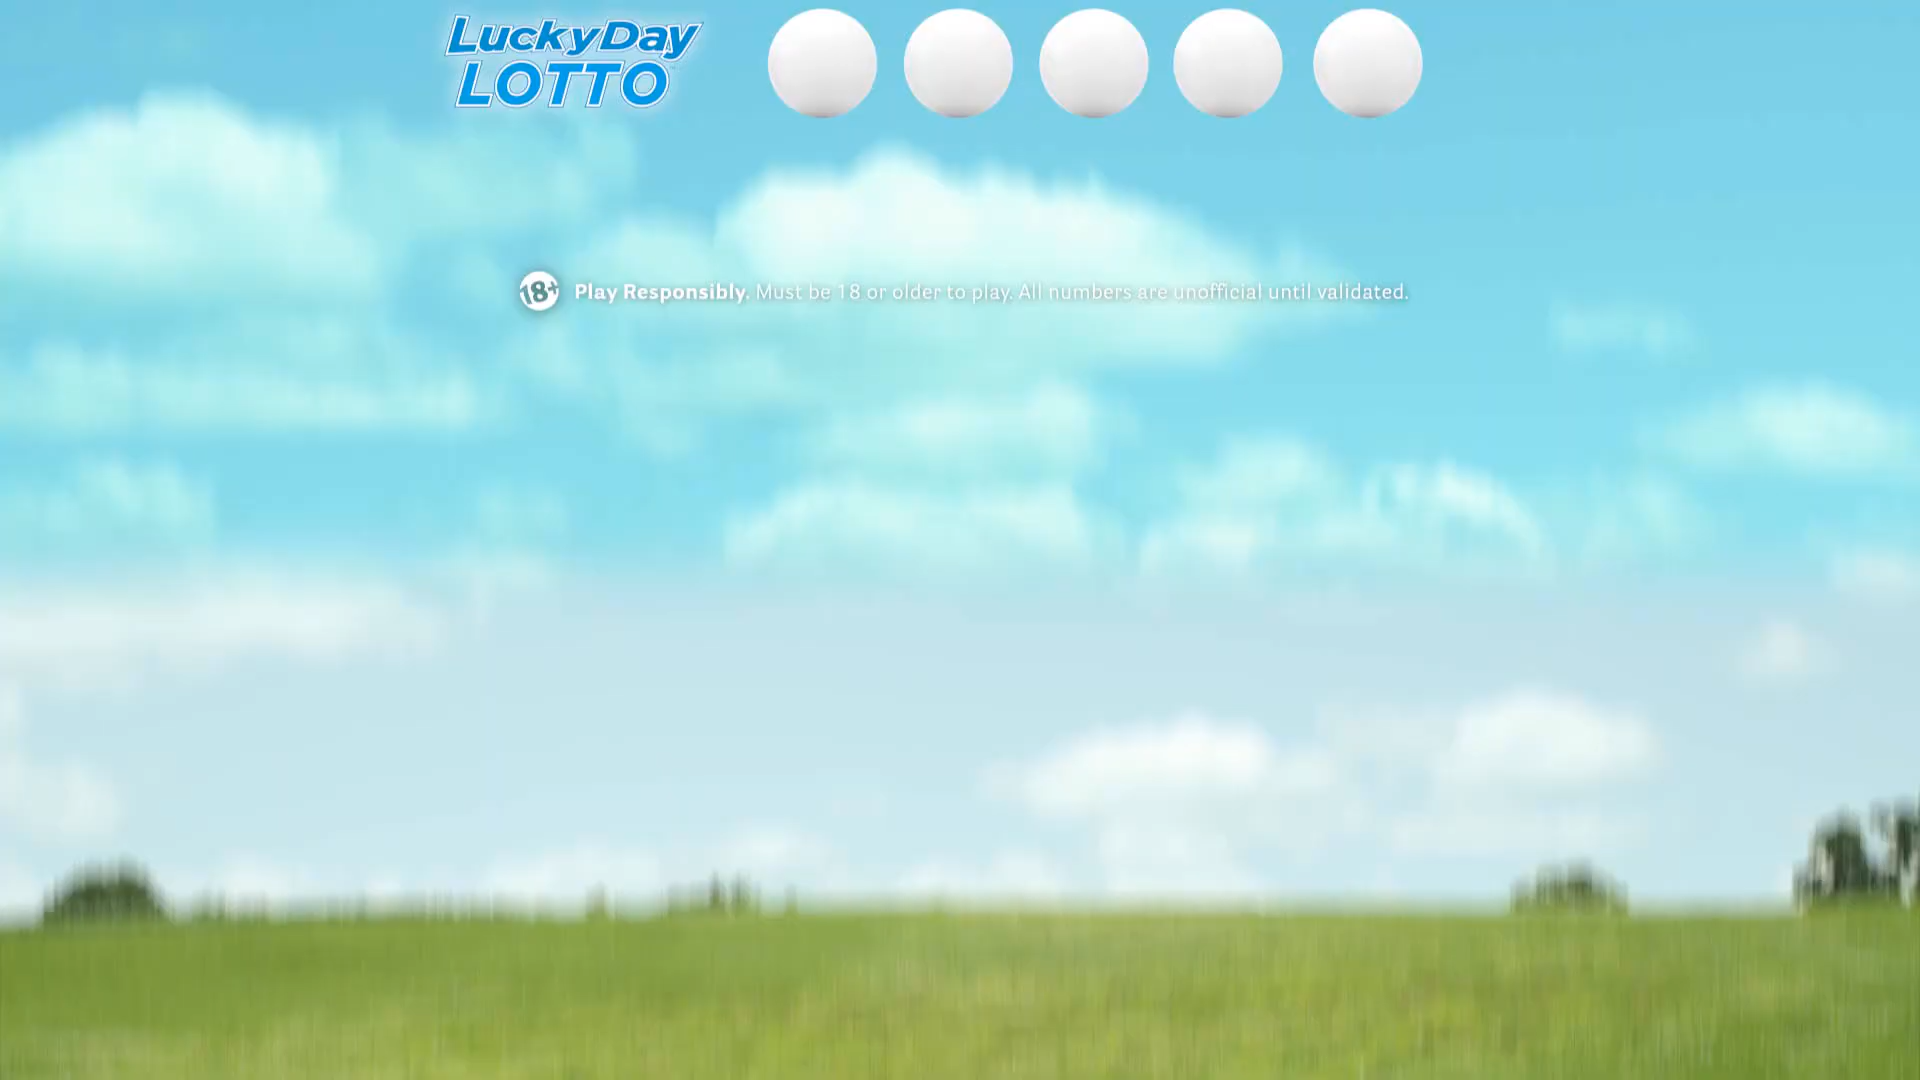 LuckyDay
LOTTO
18+ Play Responsibly. Must be 18 or older to play. All numbers are unofficial until validated.